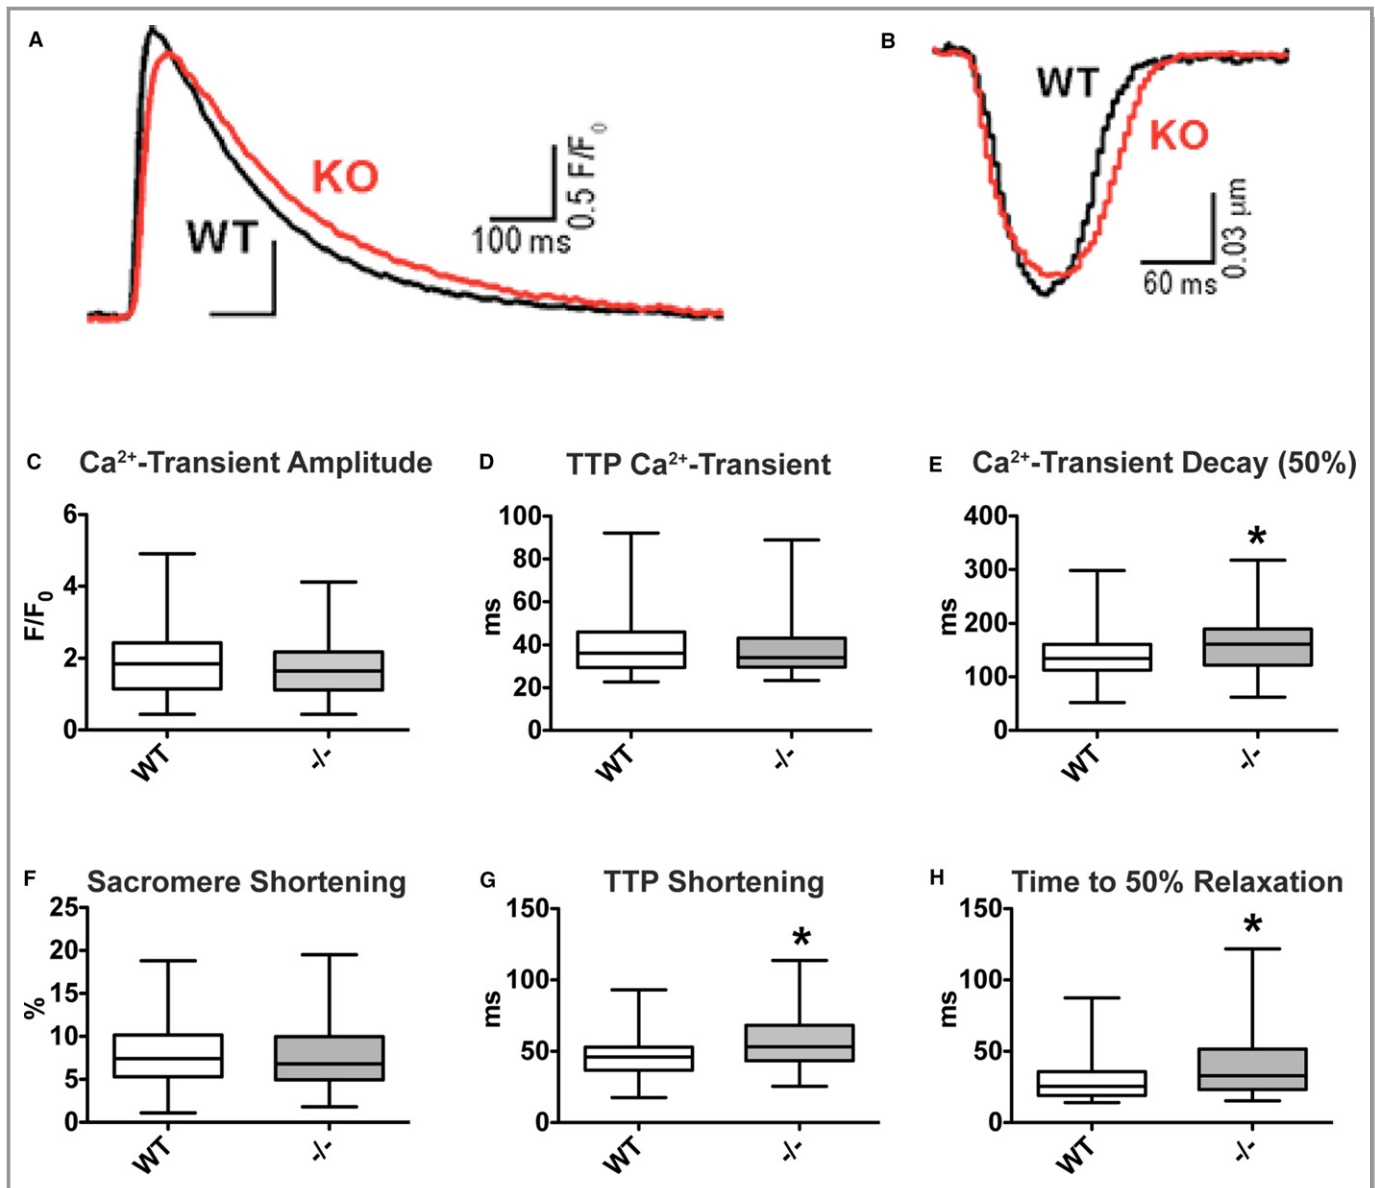 A
WT
KO
0.5 F/F₀
100 ms
B
WT
KO
0.03 µm
60 ms
C
Ca²⁺-Transient Amplitude
F/F₀
6
4
2
0
WT
-/-
D
TTP Ca²⁺-Transient
ms
100
80
60
40
20
0
WT
-/-
E
Ca²⁺-Transient Decay (50%)
ms
400
300
200
100
0
*
WT
-/-
F
Sacromere Shortening
%
25
20
15
10
5
0
WT
-/-
G
TTP Shortening
ms
150
100
50
0
*
WT
-/-
H
Time to 50% Relaxation
ms
150
100
50
0
*
WT
-/-